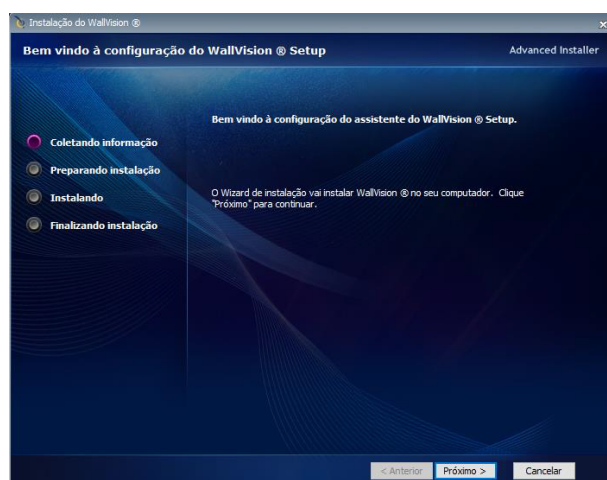 Instalação do WallVision ®
Bem vindo à configuração do WallVision ® Setup
Advanced Installer
Bem vindo à configuração do assistente do WallVision ® Setup.
Coletando informação
Preparando instalação
Instalando
Finalizando instalação
O Wizard de instalação vai instalar WallVision ® no seu computador. Clique
"Próximo" para continuar.
< Anterior
Próximo >
Cancelar